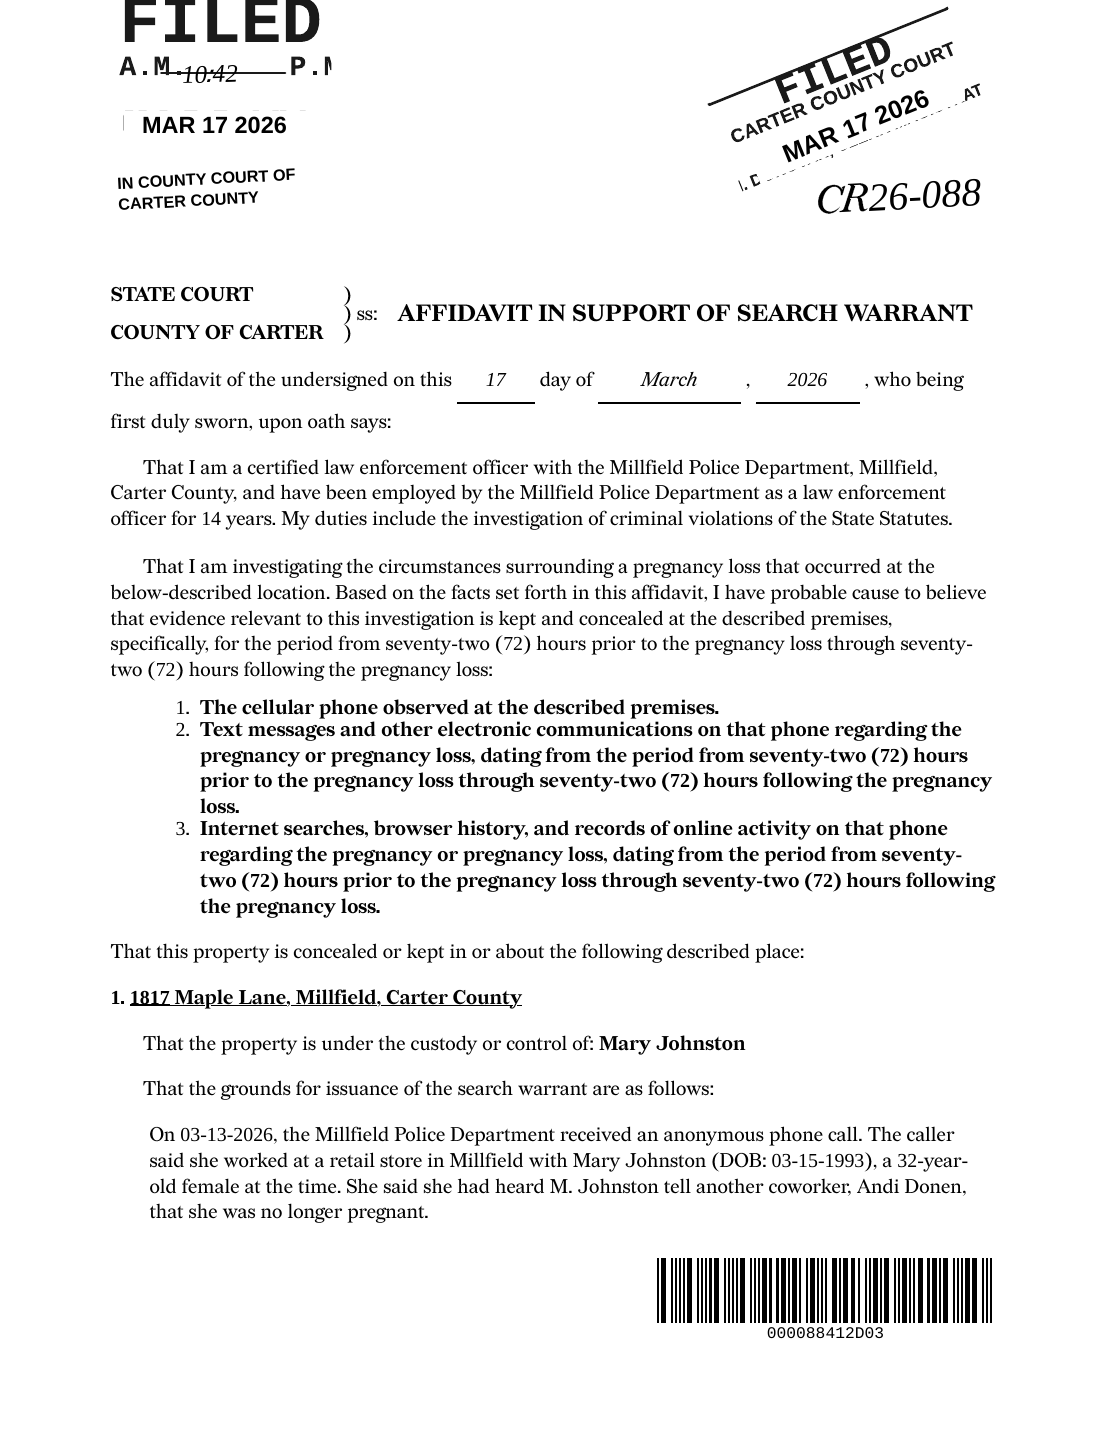 FILED
A.M. 10:42 P.M
MAR 17 2026
IN COUNTY COURT OF
CARTER COUNTY
FILED
CARTER COUNTY COURT
MAR 17 2026 AT
CR26-088
STATE COURT )
) ss: AFFIDAVIT IN SUPPORT OF SEARCH WARRANT
COUNTY OF CARTER )
The affidavit of the undersigned on this 17 day of March , 2026 , who being
first duly sworn, upon oath says:
That I am a certified law enforcement officer with the Millfield Police Department, Millfield,
Carter County, and have been employed by the Millfield Police Department as a law enforcement
officer for 14 years. My duties include the investigation of criminal violations of the State Statutes.
That I am investigating the circumstances surrounding a pregnancy loss that occurred at the
below-described location. Based on the facts set forth in this affidavit, I have probable cause to believe
that evidence relevant to this investigation is kept and concealed at the described premises,
specifically, for the period from seventy-two (72) hours prior to the pregnancy loss through seventy-
two (72) hours following the pregnancy loss:
1. The cellular phone observed at the described premises.
2. Text messages and other electronic communications on that phone regarding the
pregnancy or pregnancy loss, dating from the period from seventy-two (72) hours
prior to the pregnancy loss through seventy-two (72) hours following the pregnancy
loss.
3. Internet searches, browser history, and records of online activity on that phone
regarding the pregnancy or pregnancy loss, dating from the period from seventy-
two (72) hours prior to the pregnancy loss through seventy-two (72) hours following
the pregnancy loss.
That this property is concealed or kept in or about the following described place:
1. 1817 Maple Lane, Millfield, Carter County
That the property is under the custody or control of: Mary Johnston
That the grounds for issuance of the search warrant are as follows:
On 03-13-2026, the Millfield Police Department received an anonymous phone call. The caller
said she worked at a retail store in Millfield with Mary Johnston (DOB: 03-15-1993), a 32-year-
old female at the time. She said she had heard M. Johnston tell another coworker, Andi Donen,
that she was no longer pregnant.
000088412D03